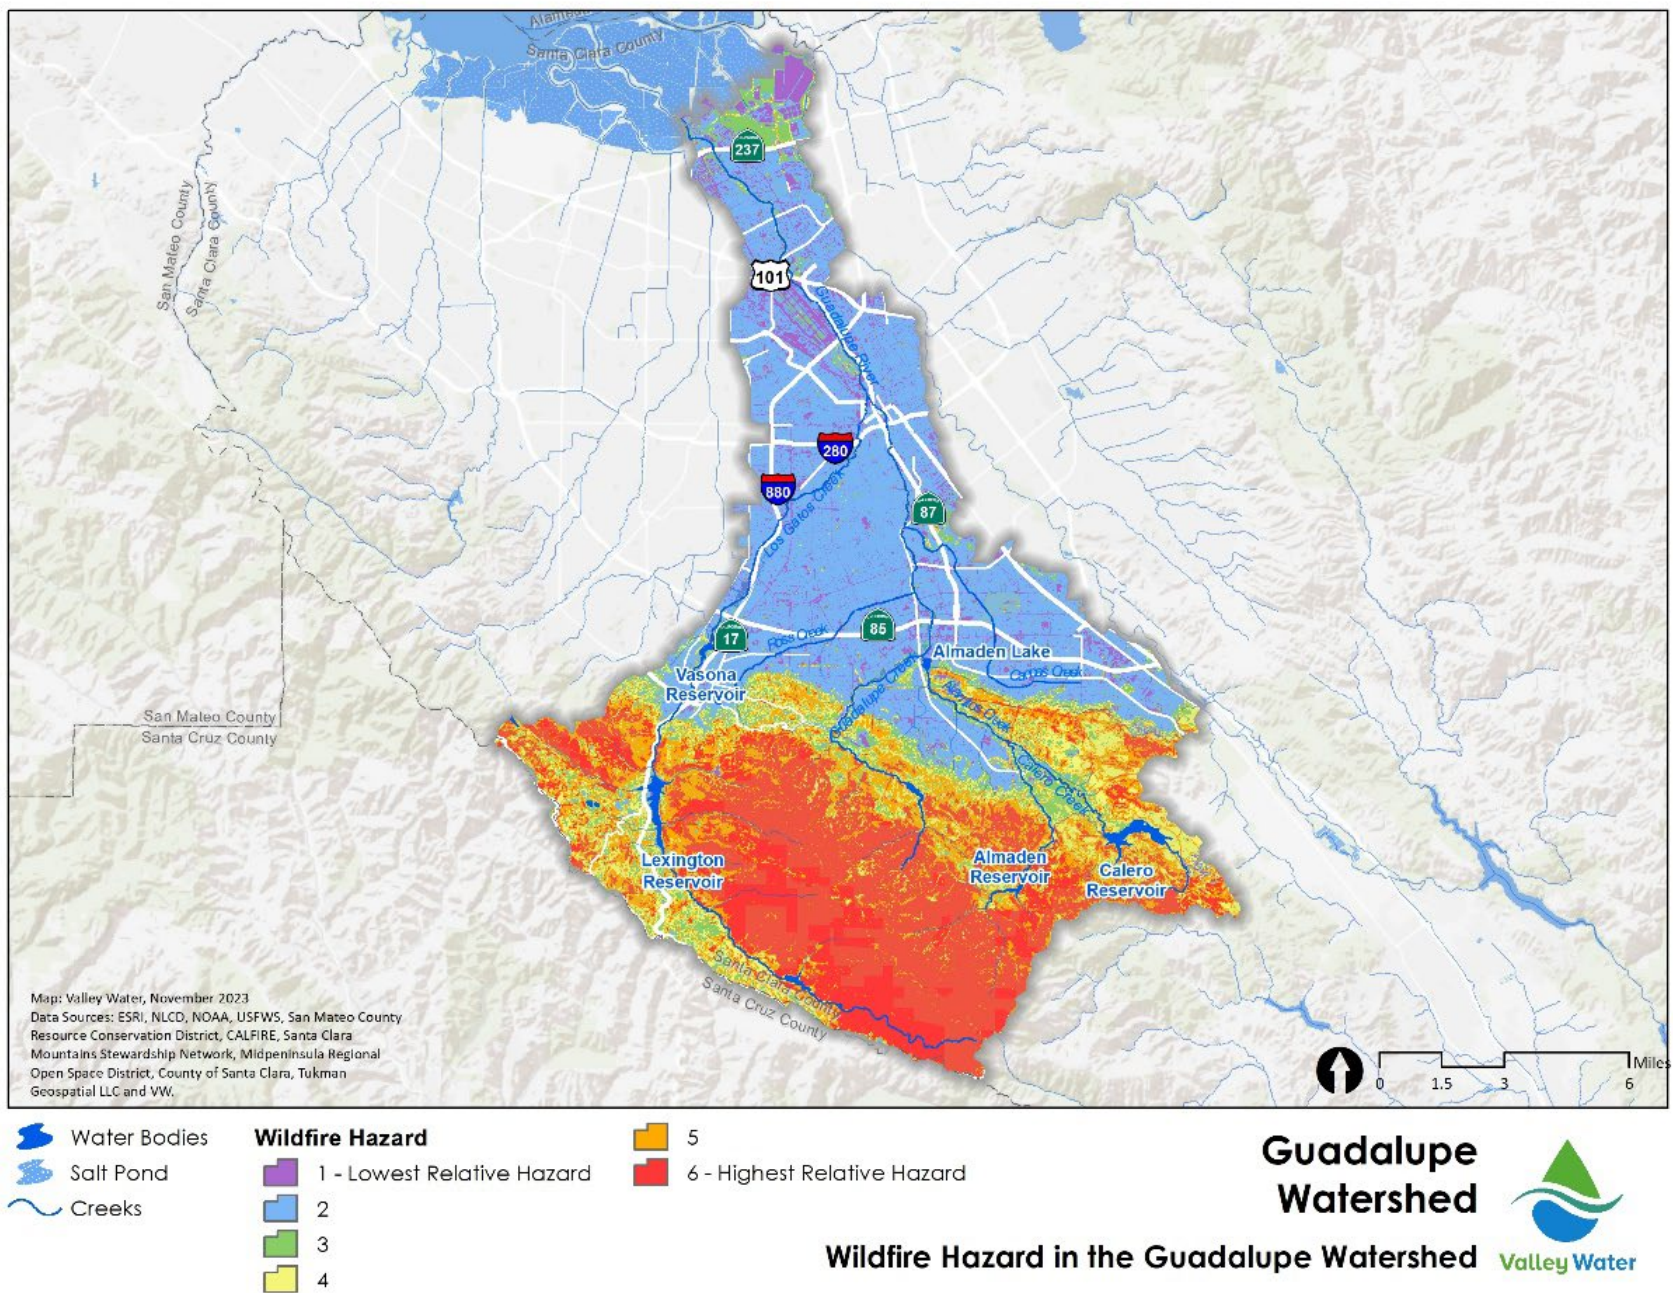 Alameda
Santa Clara County
237
San Mateo County
Santa Clara County
101
Guadalupe River
280
880
Los Gatos Creek
87
17
Ross Creek
85
Almaden Lake
Vasona
Reservoir
Guadalupe Creek
Canoas Creek
Alamitos Creek
San Mateo County
Santa Cruz County
Calero Creek
Lexington
Reservoir
Almaden
Reservoir
Calero
Reservoir
Santa Clara County
Santa Cruz County
Map: Valley Water, November 2023
Data Sources: ESRI, NLCD, NOAA, USFWS, San Mateo County
Resource Conservation District, CALFIRE, Santa Clara
Mountains Stewardship Network, Midpeninsula Regional
Open Space District, County of Santa Clara, Tukman
Geospatial LLC and VW.
Miles
0 1.5 3 6
Water Bodies
Salt Pond
Creeks
Wildfire Hazard
1 - Lowest Relative Hazard
2
3
4
5
6 - Highest Relative Hazard
Guadalupe
Watershed
Wildfire Hazard in the Guadalupe Watershed
Valley Water